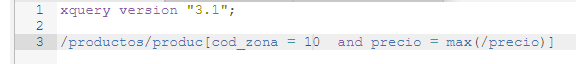 1 xquery version "3.1";
2
3 /productos/produc[cod_zona = 10  and precio = max(/precio)]